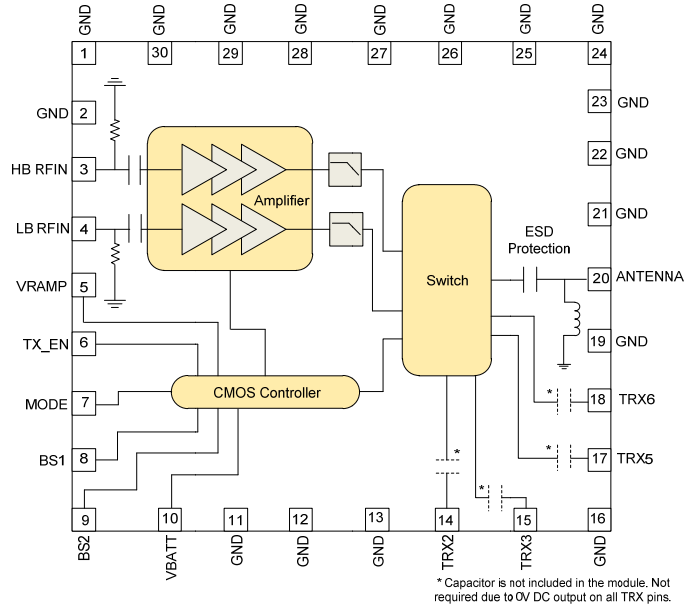 GND
GND
GND
GND
GND
GND
GND
GND
1
30
29
28
27
26
25
24
GND
2
23
GND
22
GND
HB RFIN
3
Amplifier
21
GND
LB RFIN
4
ESD
Protection
VRAMP
5
Switch
20
ANTENNA
TX_EN
6
19
GND
CMOS Controller
MODE
7
*
18
TRX6
BS1
8
*
17
TRX5
*
*
9
10
11
12
13
14
15
16
BS2
VBATT
GND
GND
GND
TRX2
TRX3
GND
* Capacitor is not included in the module. Not
required due to 0V DC output on all TRX pins.